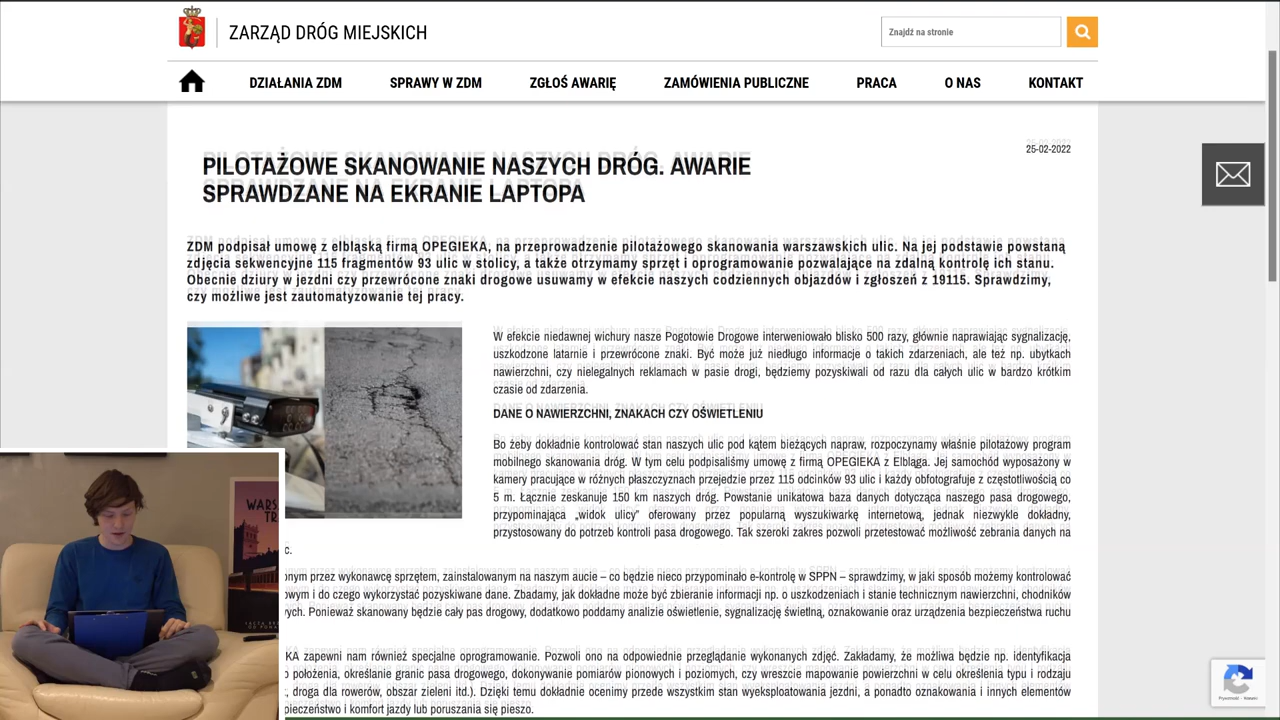 ZARZĄD DRÓG MIEJSKICH
Znajdź na stronie
DZIAŁANIA ZDM SPRAWY W ZDM ZGŁOŚ AWARIĘ ZAMÓWIENIA PUBLICZNE PRACA O NAS KONTAKT
25-02-2022
PILOTAŻOWE SKANOWANIE NASZYCH DRÓG. AWARIE
SPRAWDZANE NA EKRANIE LAPTOPA
ZDM podpisał umowę z elbląską firmą OPEGIEKA, na przeprowadzenie pilotażowego skanowania warszawskich ulic. Na jej podstawie powstaną
zdjęcia sekwencyjne 115 fragmentów 93 ulic w stolicy, a także otrzymamy sprzęt i oprogramowanie pozwalające na zdalną kontrolę ich stanu.
Obecnie dziury w jezdni czy przewrócone znaki drogowe usuwamy w efekcie naszych codziennych objazdów i zgłoszeń z 19115. Sprawdzimy,
czy możliwe jest zautomatyzowanie tej pracy.
W efekcie niedawnej wichury nasze Pogotowie Drogowe interweniowało blisko 500 razy, głównie naprawiając sygnalizację,
uszkodzone latarnie i przewrócone znaki. Być może już niedługo informacje o takich zdarzeniach, ale też np. ubytkach
nawierzchni, czy nielegalnych reklamach w pasie drogi, będziemy pozyskiwali od razu dla całych ulic w bardzo krótkim
czasie od zdarzenia.
DANE O NAWIERZCHNI, ZNAKACH CZY OŚWIETLENIU
Bo żeby dokładnie kontrolować stan naszych ulic pod kątem bieżących napraw, rozpoczynamy właśnie pilotażowy program
mobilnego skanowania dróg. W tym celu podpisaliśmy umowę z firmą OPEGIEKA z Elbląga. Jej samochód wyposażony w
kamery pracujące w różnych płaszczyznach przejedzie przez 115 odcinków 93 ulic i każdy obfotografuje z częstotliwością co
5 m. Łącznie zeskanuje 150 km naszych dróg. Powstanie unikatowa baza danych dotycząca naszego pasa drogowego,
przypominająca „widok ulicy” oferowany przez popularną wyszukiwarkę internetową, jednak niezwykle dokładny,
przystosowany do potrzeb kontroli pasa drogowego. Tak szeroki zakres pozwoli przetestować możliwość zebrania danych na
c.
onym przez wykonawcę sprzętem, zainstalowanym na naszym aucie – co będzie nieco przypominało e-kontrolę w SPPN – sprawdzimy, w jaki sposób możemy kontrolować
owym i do czego wykorzystać pozyskiwane dane. Zbadamy, jak dokładne może być zbieranie informacji np. o uszkodzeniach i stanie technicznym nawierzchni, chodników
ych. Ponieważ skanowany będzie cały pas drogowy, dodatkowo poddamy analizie oświetlenie, sygnalizację świetlną, oznakowanie oraz urządzenia bezpieczeństwa ruchu
KA zapewni nam również specjalne oprogramowanie. Pozwoli ono na odpowiednie przeglądanie wykonanych zdjęć. Zakładamy, że możliwa będzie np. identyfikacja
o położenia, określanie granic pasa drogowego, dokonywanie pomiarów pionowych i poziomych, czy wreszcie mapowanie powierzchni w celu określenia typu i rodzaju
, droga dla rowerów, obszar zieleni itd.). Dzięki temu dokładnie ocenimy przede wszystkim stan wyeksploatowania jezdni, a ponadto oznakowania i innych elementów
pieczeństwo i komfort jazdy lub poruszania się pieszo.
WARS
TR